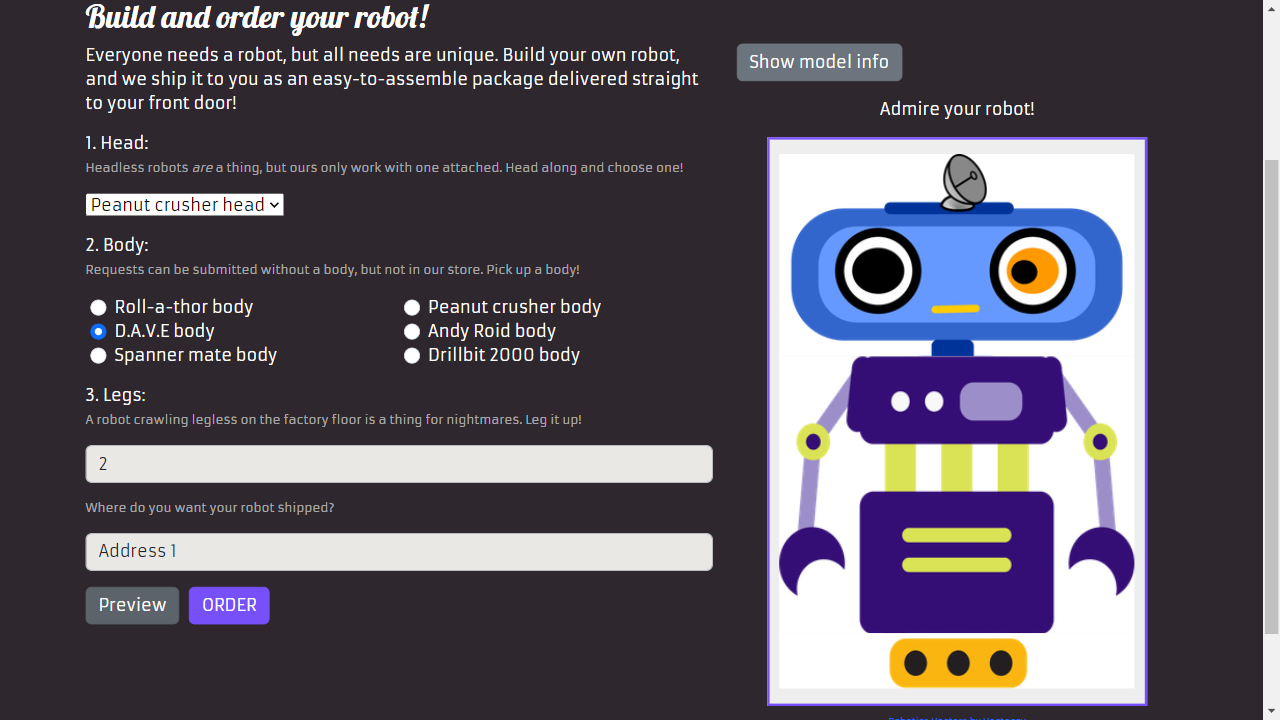 Build and order your robot!
Everyone needs a robot, but all needs are unique. Build your own robot,
and we ship it to you as an easy-to-assemble package delivered straight
to your front door!
1. Head:
Headless robots are a thing, but ours only work with one attached. Head along and choose one!
Peanut crusher head
2. Body:
Requests can be submitted without a body, but not in our store. Pick up a body!
Roll-a-thor body
Peanut crusher body
D.A.V.E body
Andy Roid body
Spanner mate body
Drillbit 2000 body
3. Legs:
A robot crawling legless on the factory floor is a thing for nightmares. Leg it up!
2
Where do you want your robot shipped?
Address 1
Preview
ORDER
Show model info
Admire your robot!